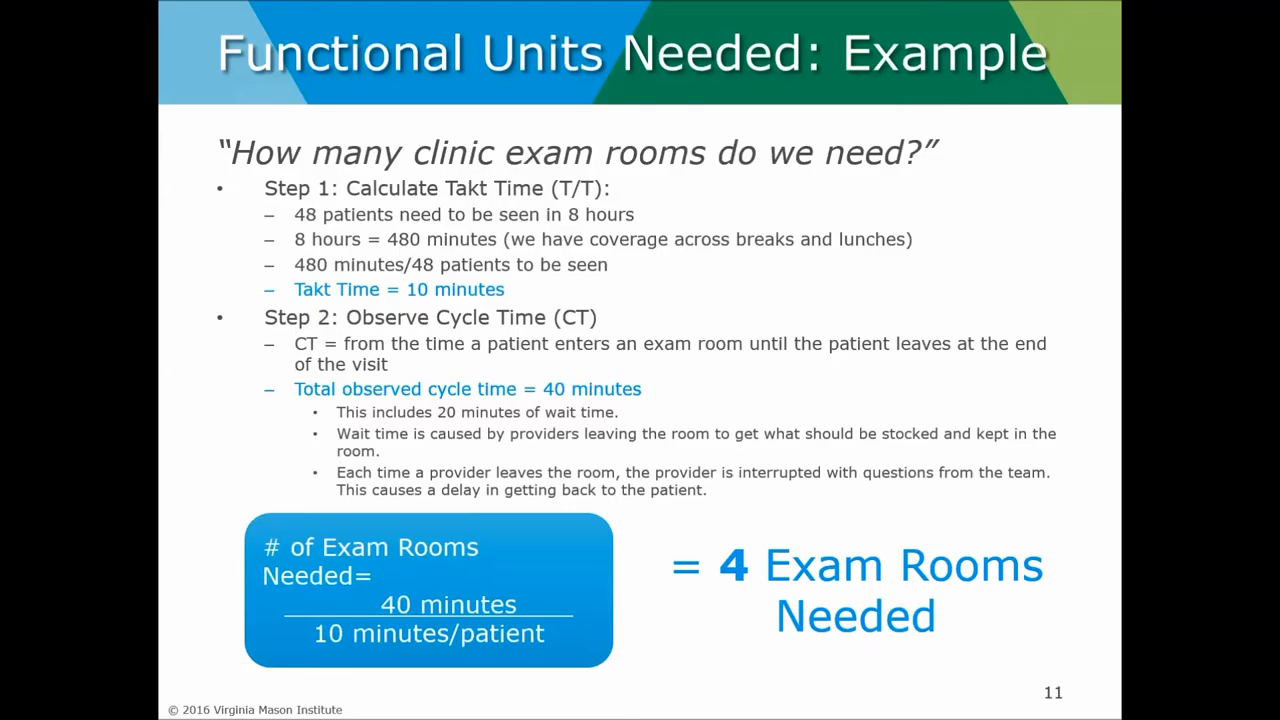 Functional Units Needed: Example
“How many clinic exam rooms do we need?”
• Step 1: Calculate Takt Time (T/T):
– 48 patients need to be seen in 8 hours
– 8 hours = 480 minutes (we have coverage across breaks and lunches)
– 480 minutes/48 patients to be seen
– Takt Time = 10 minutes
• Step 2: Observe Cycle Time (CT)
– CT = from the time a patient enters an exam room until the patient leaves at the end
of the visit
– Total observed cycle time = 40 minutes
• This includes 20 minutes of wait time.
• Wait time is caused by providers leaving the room to get what should be stocked and kept in the
room.
• Each time a provider leaves the room, the provider is interrupted with questions from the team.
This causes a delay in getting back to the patient.
# of Exam Rooms
Needed=
40 minutes
10 minutes/patient
= 4 Exam Rooms
Needed
11
© 2016 Virginia Mason Institute